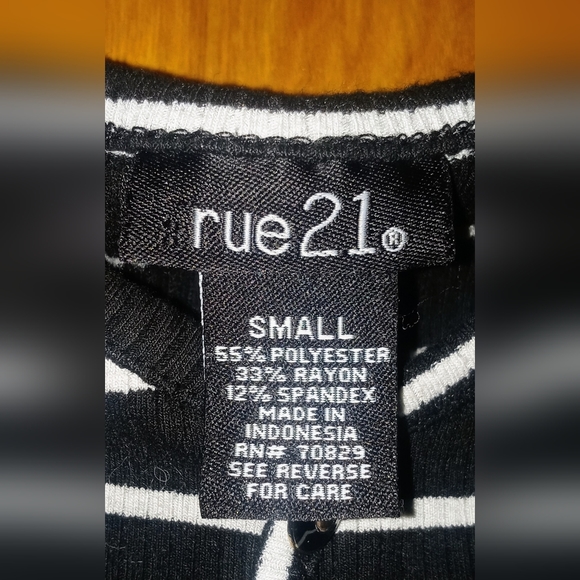 rue21®
SMALL
55% POLYESTER
33% RAYON
12% SPANDEX
MADE IN
INDONESIA
RN# 70829
SEE REVERSE
FOR CARE